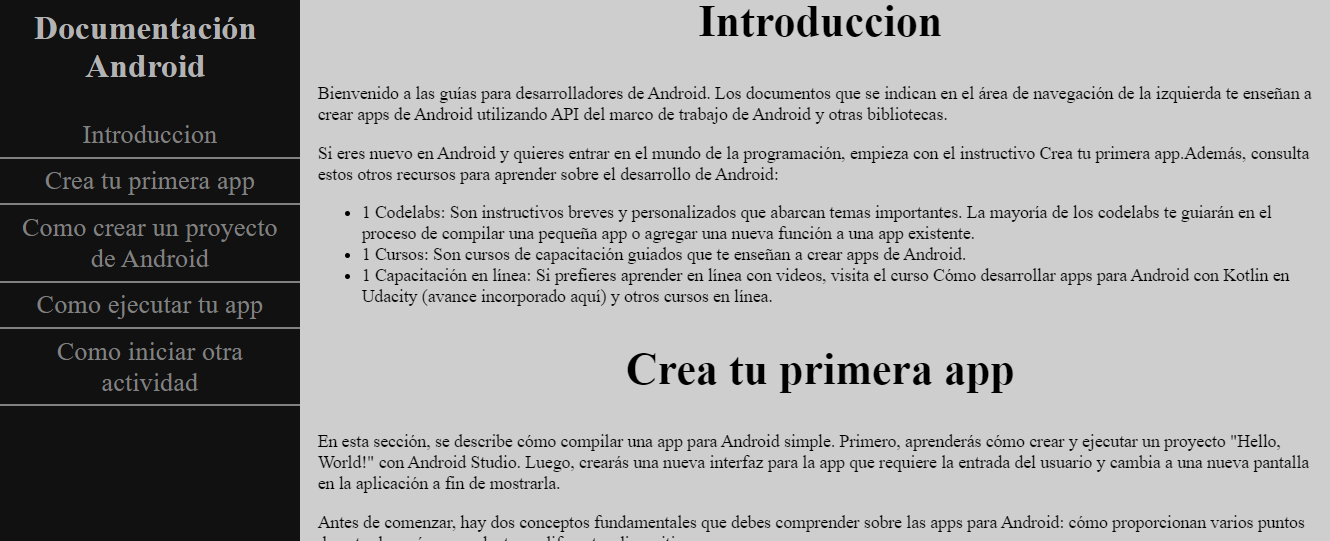 Documentación
Android
Introduccion
Crea tu primera app
Como crear un proyecto
de Android
Como ejecutar tu app
Como iniciar otra
actividad
Introduccion
Bienvenido a las guías para desarrolladores de Android. Los documentos que se indican en el área de navegación de la izquierda te enseñan a
crear apps de Android utilizando API del marco de trabajo de Android y otras bibliotecas.
Si eres nuevo en Android y quieres entrar en el mundo de la programación, empieza con el instructivo Crea tu primera app.Además, consulta
estos otros recursos para aprender sobre el desarrollo de Android:
• 1 Codelabs: Son instructivos breves y personalizados que abarcan temas importantes. La mayoría de los codelabs te guiarán en el
proceso de compilar una pequeña app o agregar una nueva función a una app existente.
• 1 Cursos: Son cursos de capacitación guiados que te enseñan a crear apps de Android.
• 1 Capacitación en línea: Si prefieres aprender en línea con videos, visita el curso Cómo desarrollar apps para Android con Kotlin en
Udacity (avance incorporado aquí) y otros cursos en línea.
Crea tu primera app
En esta sección, se describe cómo compilar una app para Android simple. Primero, aprenderás cómo crear y ejecutar un proyecto "Hello,
World!" con Android Studio. Luego, crearás una nueva interfaz para la app que requiere la entrada del usuario y cambia a una nueva pantalla
en la aplicación a fin de mostrarla.
Antes de comenzar, hay dos conceptos fundamentales que debes comprender sobre las apps para Android: cómo proporcionan varios puntos